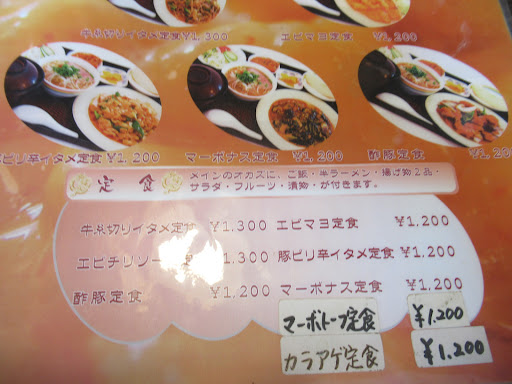 牛糸切りイタメ定食 ¥1,300 エビマヨ定食 ¥1,200
ピリ辛イタメ定食 ¥1,200 マーボナス定食 ¥1,200 酢豚定食 ¥1,200
定食 メインのオカズに、ご飯・半ラーメン・揚げ物2品・
サラダ・フルーツ・漬物・が付きます。
牛糸切りイタメ定食 ¥1,300 エビマヨ定食 ¥1,200
エビチリソー 1,300 豚ピリ辛イタメ定食 ¥1,200
酢豚定食 ¥1,200 マーボナス定食 ¥1,200
マーボトーフ定食 ¥1.200
カラアゲ定食 ¥1.200